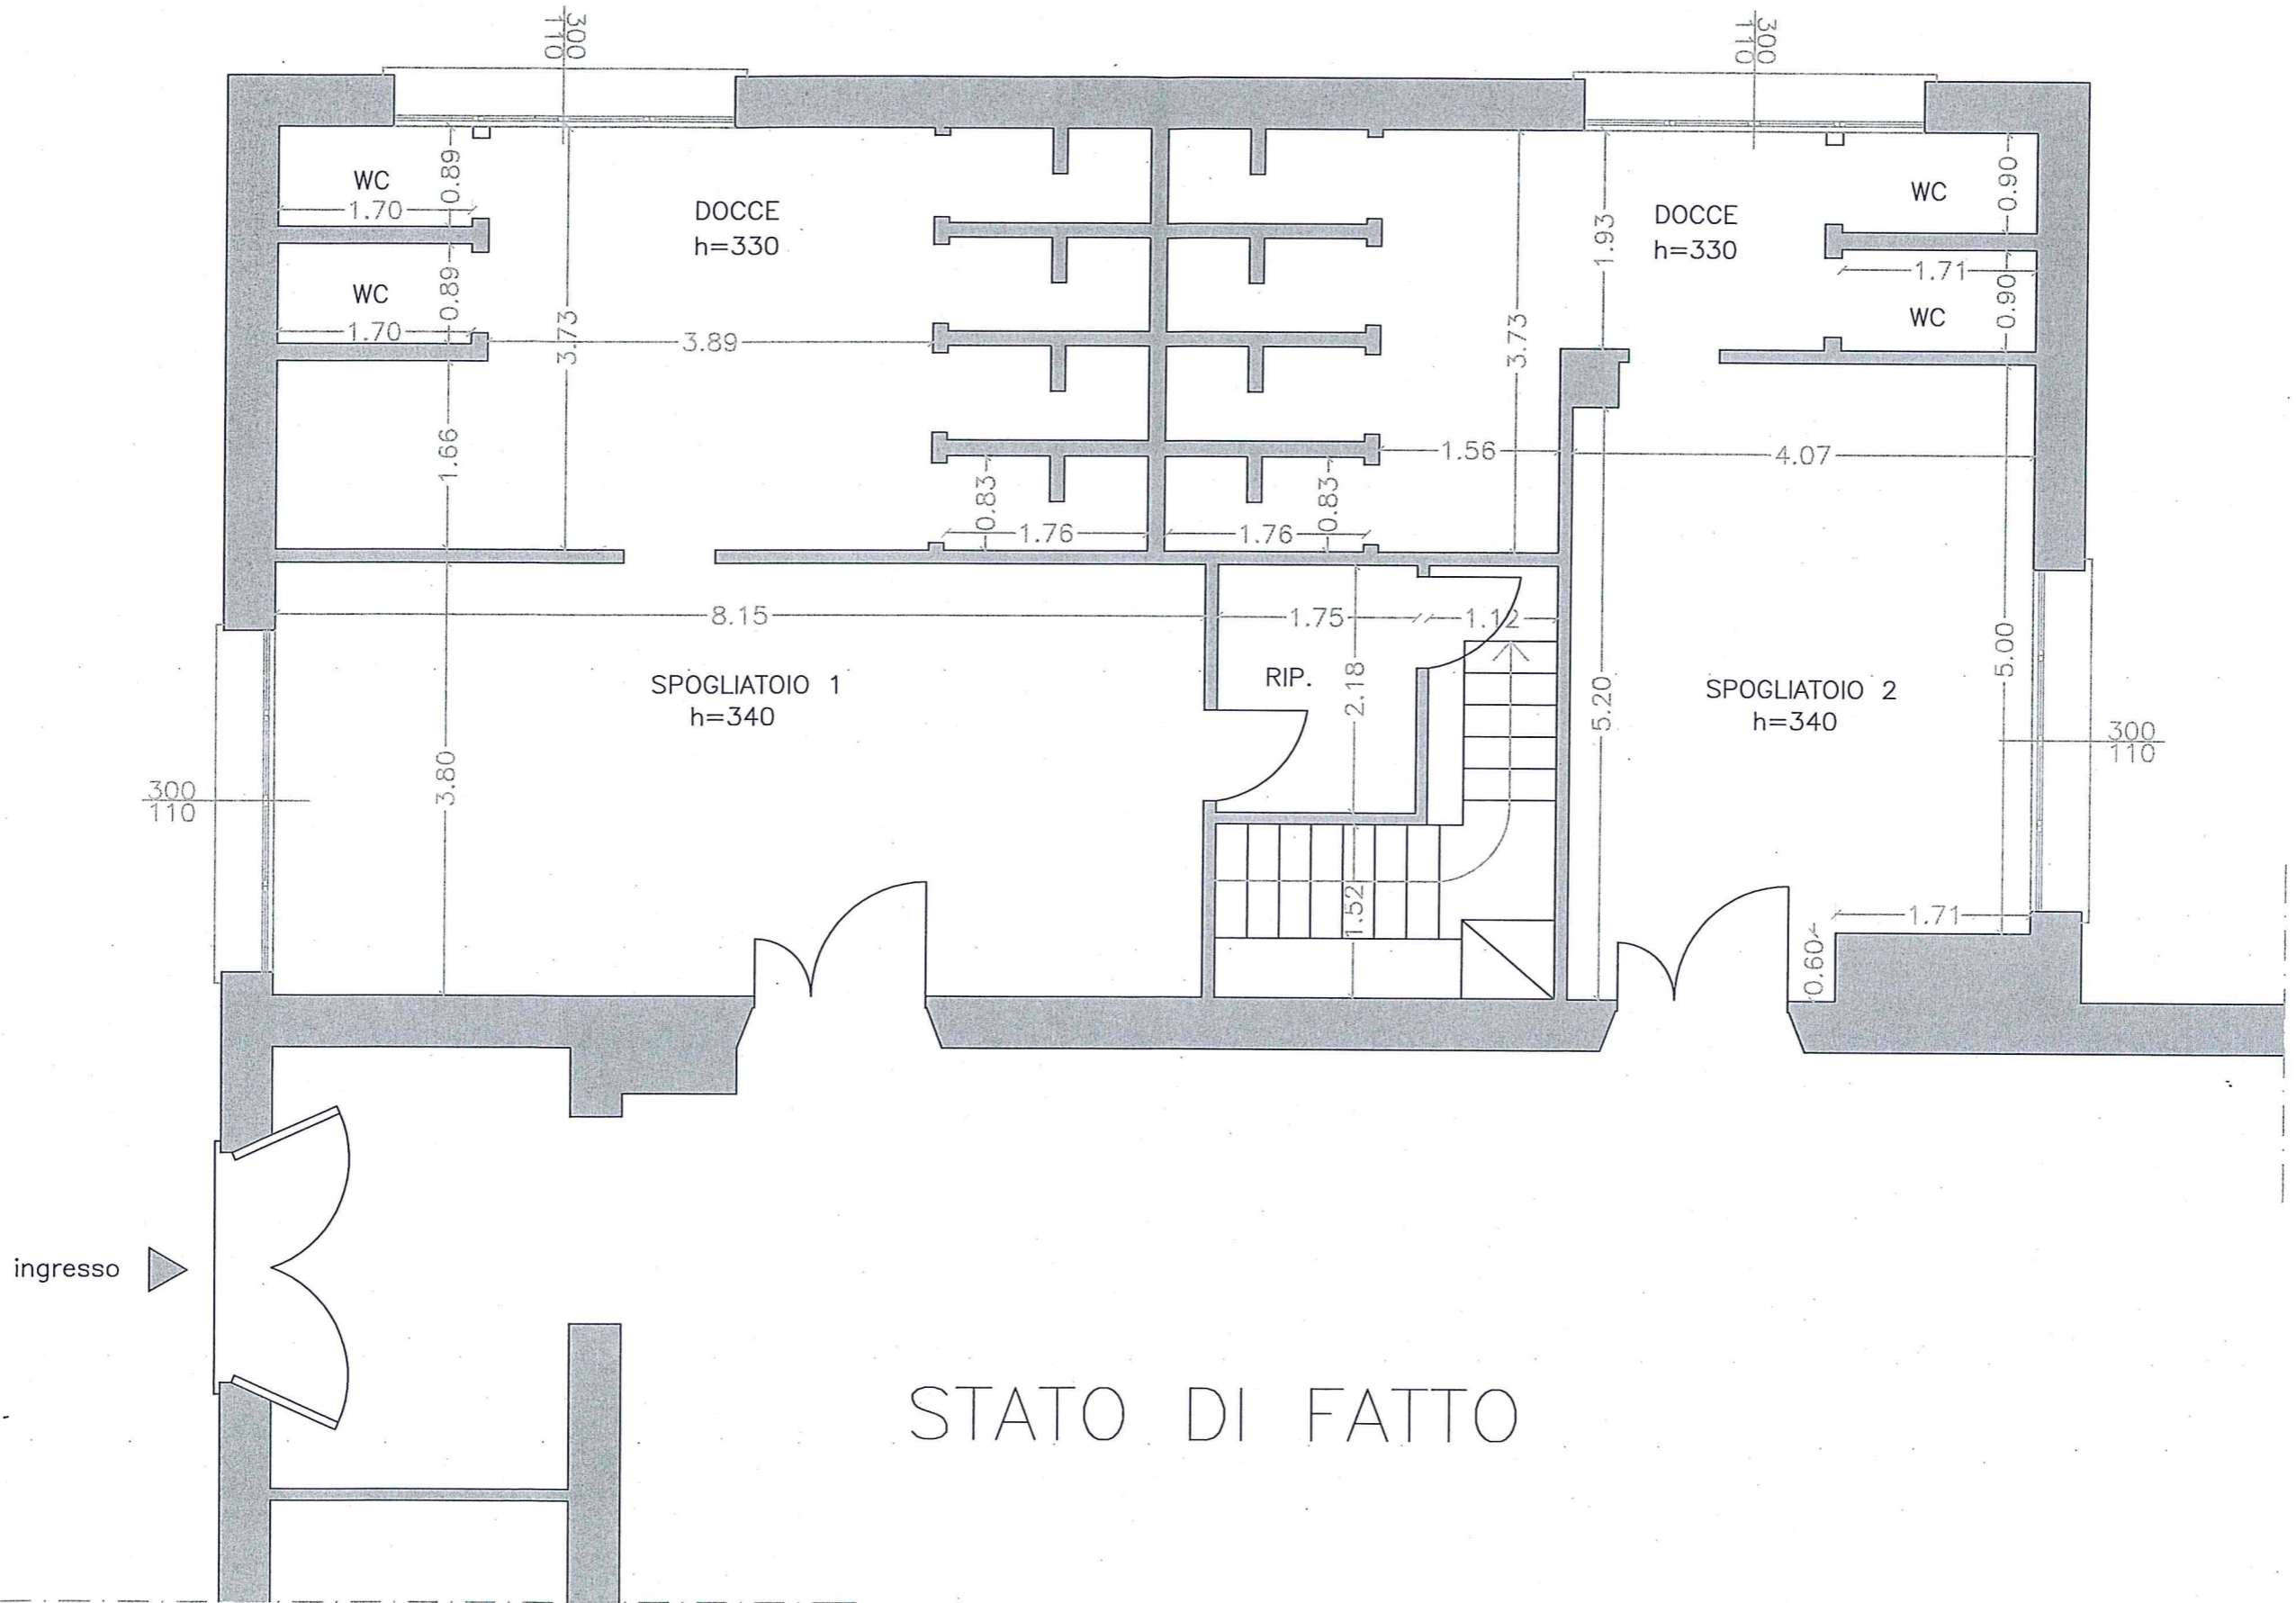 300
110
300
110
WC
0.89
1.70
DOCCE
h=330
WC
0.89
1.70
3.73
3.89
1.66
0.83
1.76
0.83
1.76
3.73
1.93
DOCCE
h=330
WC
0.90
1.71
WC
0.90
1.56
4.07
8.15
1.75
1.12
SPOGLIATOIO 1
h=340
RIP.
2.18
3.80
5.20
SPOGLIATOIO 2
h=340
5.00
300
110
300
110
1.52
1.71
0.60
ingresso
STATO DI FATTO